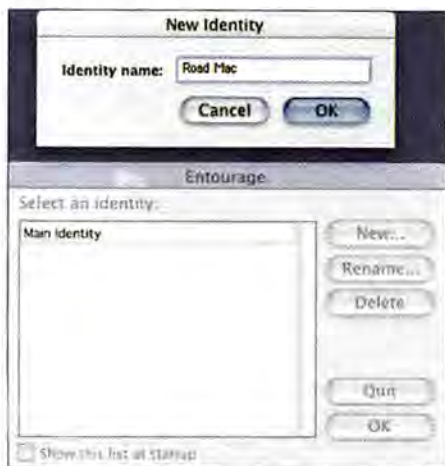 New Identity
Identity name: Road Mac
Cancel OK
Entourage
Select an identity:
Main Identity
New...
Rename...
Delete
Quit
OK
Show this list at startup